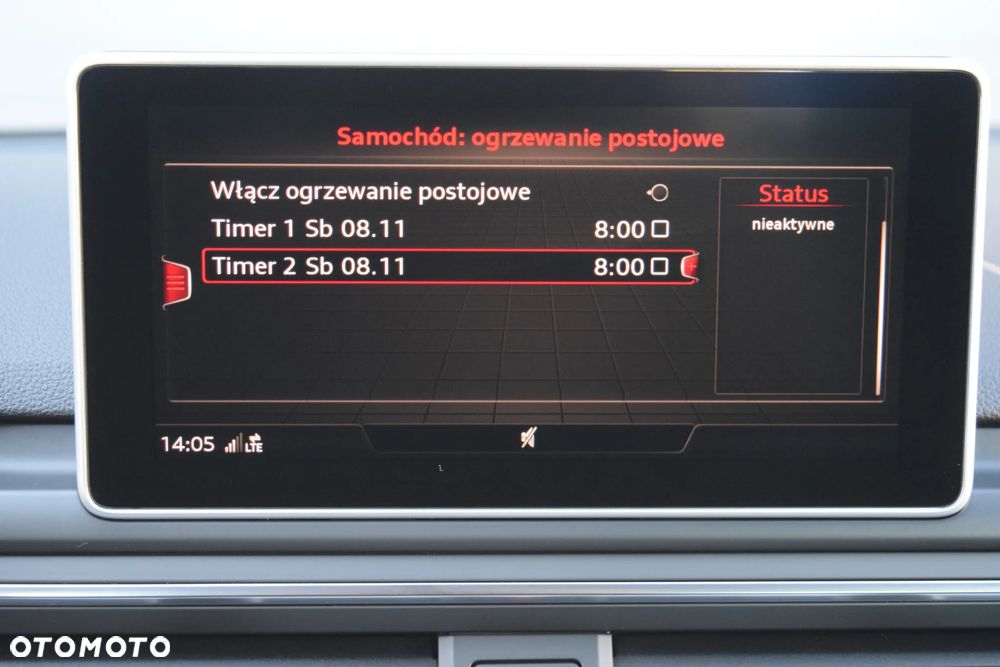 Samochód: ogrzewanie postojowe
Włącz ogrzewanie postojowe
Timer 1 Sb 08.11 8:00
Timer 2 Sb 08.11 8:00
Status
nieaktywne
14:05 LTE
OTOMOTO